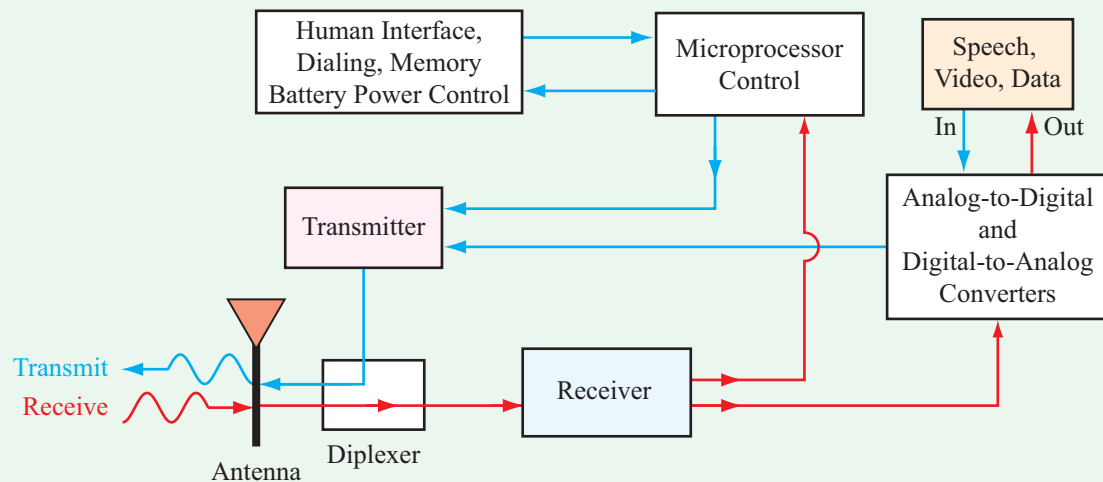 Human Interface,
Dialing, Memory
Battery Power Control
Microprocessor
Control
Speech,
Video, Data
In
Out
Transmitter
Analog-to-Digital
and
Digital-to-Analog
Converters
Transmit
Receive
Receiver
Diplexer
Antenna